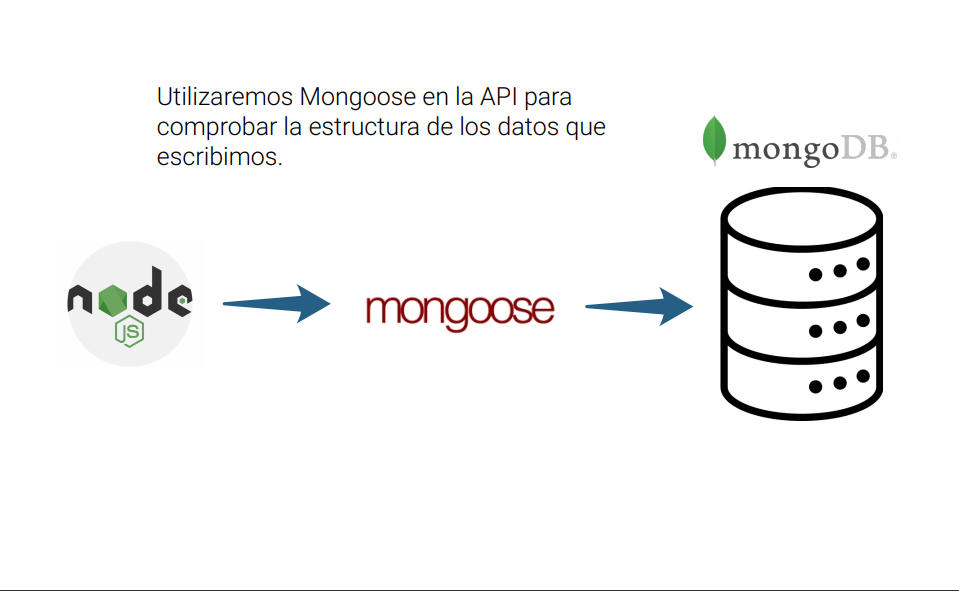 Utilizaremos Mongoose en la API para
comprobar la estructura de los datos que
escribimos.
mongoDB®
node
JS
mongoose